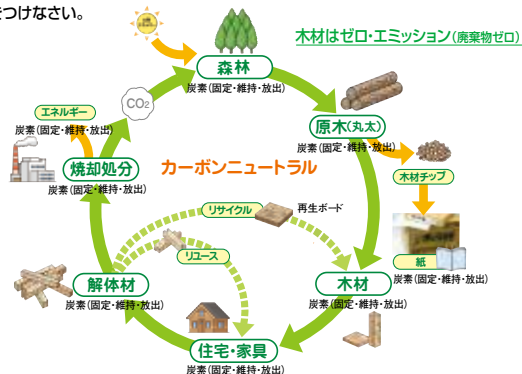 をつけなさい。
木材はゼロ・エミッション(廃棄物ゼロ)
森林
炭素(固定・維持・放出)
CO2
エネルギー
炭素(固定・維持・放出)
原木(丸太)
炭素(固定・維持・放出)
焼却処分
炭素(固定・維持・放出)
カーボンニュートラル
木材チップ
リサイクル
再生ボード
紙
炭素(固定・維持・放出)
リユース
解体材
炭素(固定・維持・放出)
木材
炭素(固定・維持・放出)
住宅・家具
炭素(固定・維持・放出)